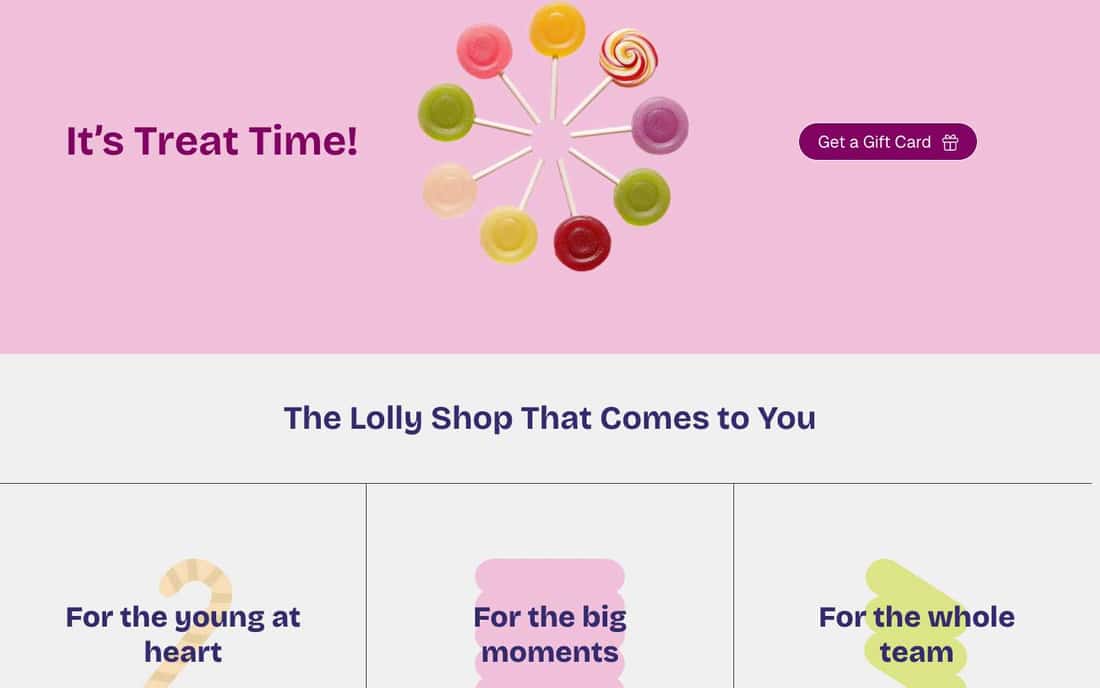 It’s Treat Time!
Get a Gift Card
The Lolly Shop That Comes to You
For the young at
heart
For the big
moments
For the whole
team